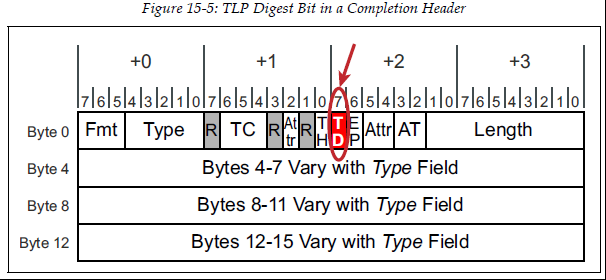 Figure 15-5: TLP Digest Bit in a Completion Header
+0 +1 +2 +3
7 6 5 4 3 2 1 0 7 6 5 4 3 2 1 0 7 6 5 4 3 2 1 0 7 6 5 4 3 2 1 0
Byte 0 Fmt Type R TC R Attr R TH TD EP Attr AT Length
Byte 4 Bytes 4-7 Vary with Type Field
Byte 8 Bytes 8-11 Vary with Type Field
Byte 12 Bytes 12-15 Vary with Type Field